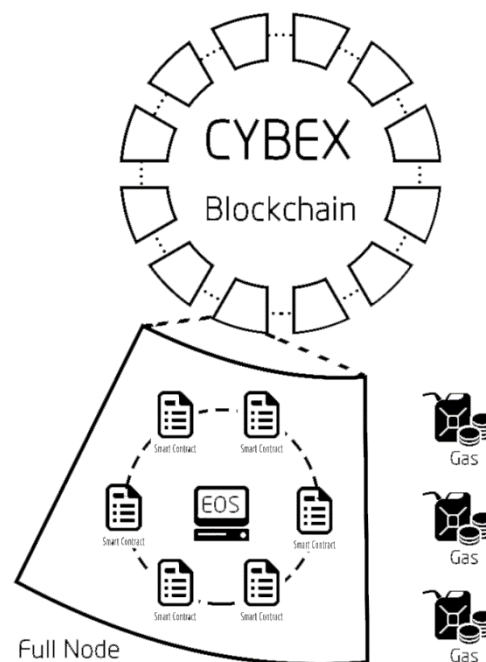 CYBEX
Blockchain
Smart Contract
Smart Contract
Gas
EOS
Smart Contract
Smart Contract
Gas
Smart Contract
Smart Contract
Full Node
Gas